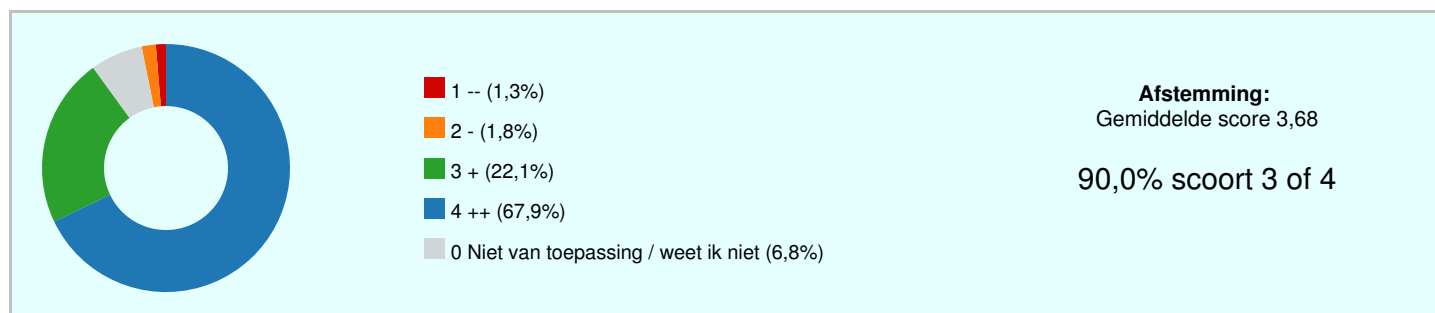 1 -- (1,3%)
2 - (1,8%)
3 + (22,1%)
4 ++ (67,9%)
0 Niet van toepassing / weet ik niet (6,8%)
Afstemming:
Gemiddelde score 3,68
90,0% scoort 3 of 4